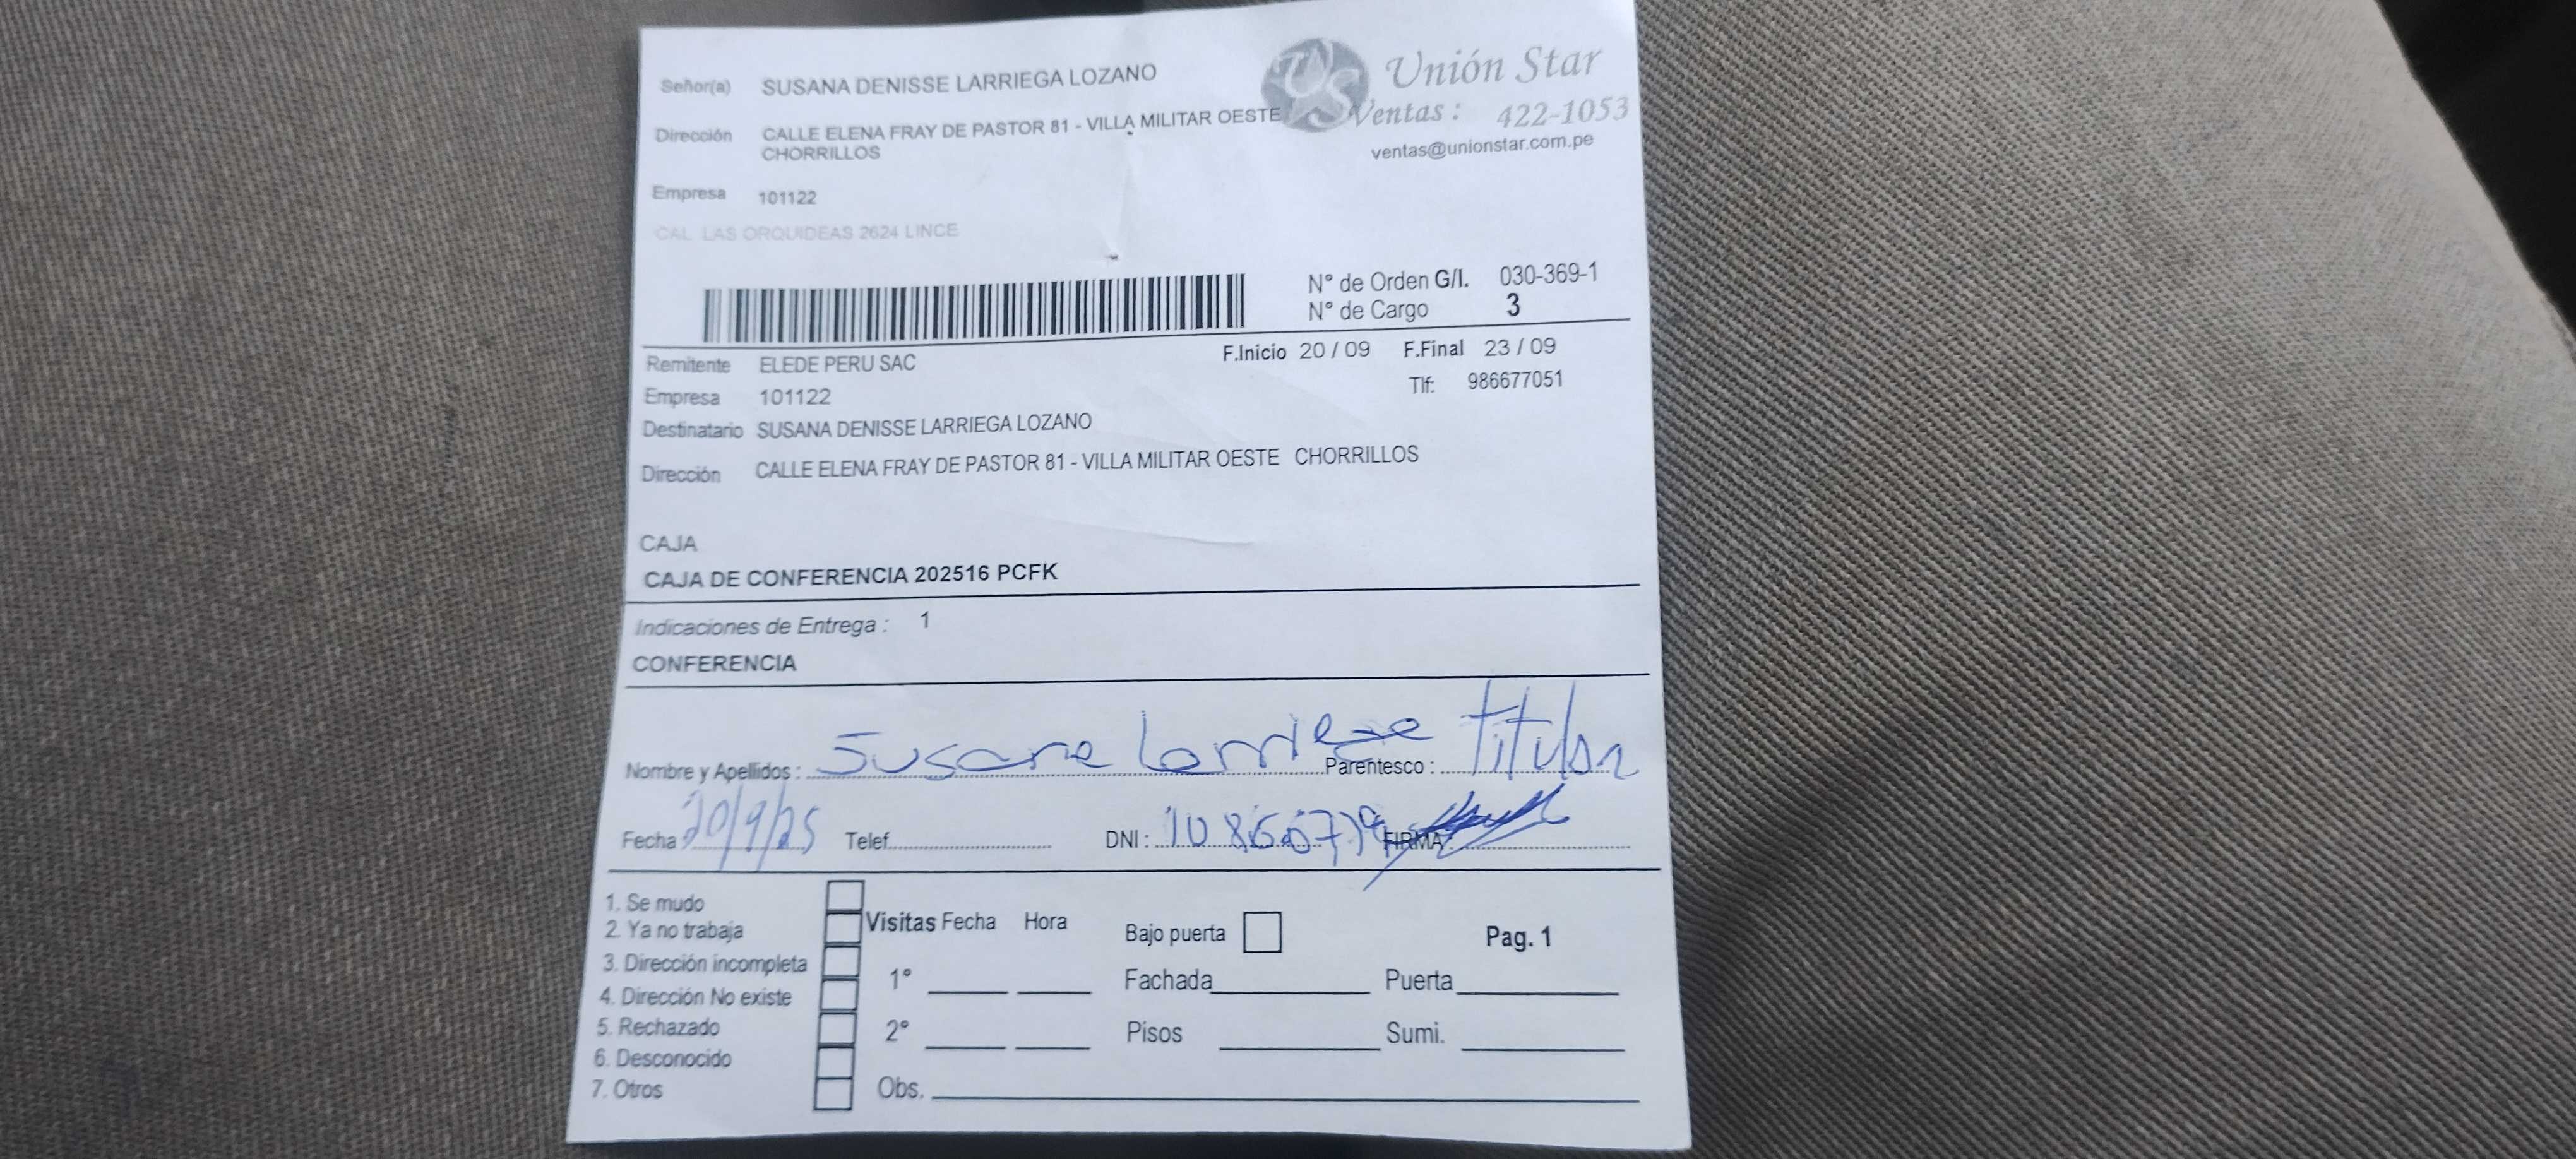 Señor(a) SUSANA DENISSE LARRIEGA LOZANO
Unión Star
Dirección CALLE ELENA FRAY DE PASTOR 81 - VILLA MILITAR OESTE
CHORRILLOS
Ventas : 422-1053
ventas@unionstar.com.pe
Empresa 101122
CAL. LAS ORQUIDEAS 2624 LINCE
N° de Orden G/I. 030-369-1
N° de Cargo 3
Remitente ELEDE PERU SAC F.Inicio 20 / 09 F.Final 23 / 09
Empresa 101122 Tlf: 986677051
Destinatario SUSANA DENISSE LARRIEGA LOZANO
Dirección CALLE ELENA FRAY DE PASTOR 81 - VILLA MILITAR OESTE CHORRILLOS
CAJA
CAJA DE CONFERENCIA 202516 PCFK
Indicaciones de Entrega : 1
CONFERENCIA
Nombre y Apellidos : Susana Larriega Parentesco : Titular
Fecha 20/9/25 Telef. DNI : FIRMA :
1. Se mudo
2. Ya no trabaja
3. Dirección incompleta
4. Dirección No existe
5. Rechazado
6. Desconocido
7. Otros
Visitas Fecha Hora
1°
2°
Obs.
Bajo puerta Pag. 1
Fachada Puerta
Pisos Sumi.